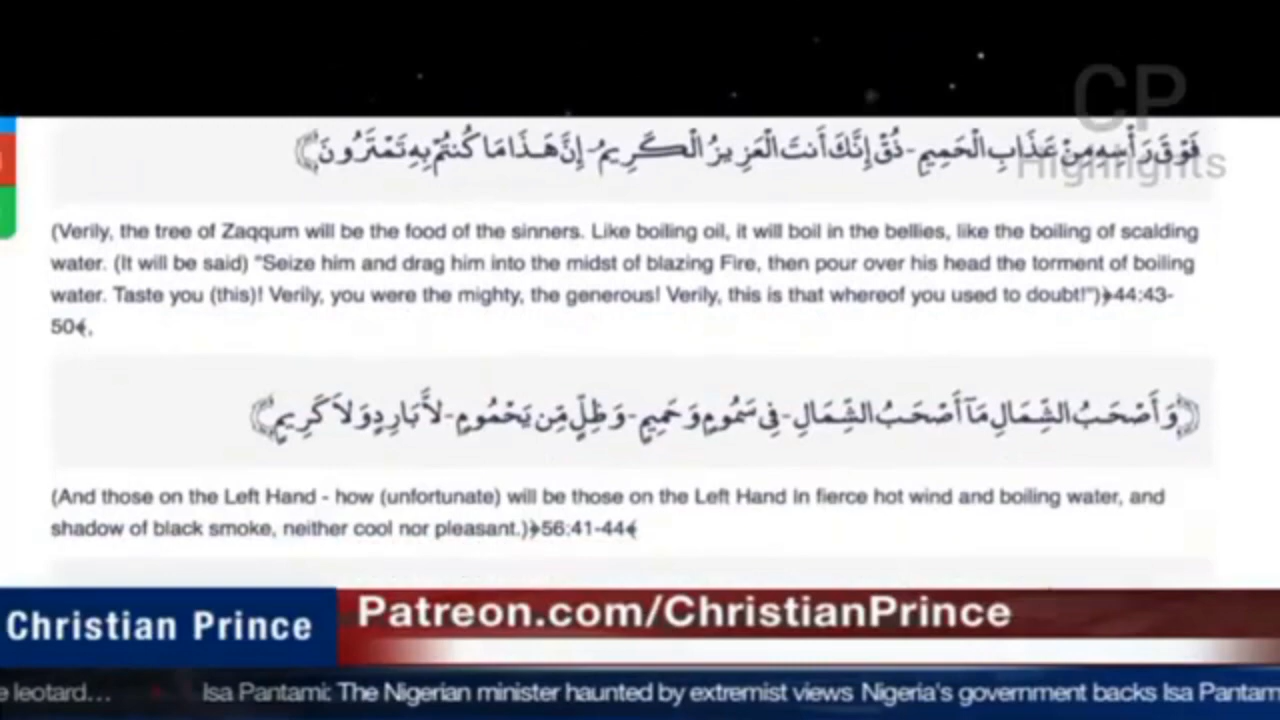 CP
Highlights
فَوْقَ رَأْسِهِ مِنْ عَذَابِ الْحَمِيمِ - ذُقْ إِنَّكَ أَنتَ الْعَزِيزُ الْكَرِيمُ - إِنَّ هَـذَا مَا كُنتُمْ بِهِ تَمْتَرُونَ﴾
(Verily, the tree of Zaqqum will be the food of the sinners. Like boiling oil, it will boil in the bellies, like the boiling of scalding
water. (It will be said) "Seize him and drag him into the midst of blazing Fire, then pour over his head the torment of boiling
water. Taste you (this)! Verily, you were the mighty, the generous! Verily, this is that whereof you used to doubt!")﴿44:43-
50﴾.
﴿وَأَصْحَـبُ الشِّمَالِ مَآ أَصْحَـبُ الشِّمَالِ - فِى سَمُومٍ وَحَمِيمٍ - وَظِلٍّ مِّن يَحْمُومٍ - لاَّ بَارِدٍ وَلاَ كَرِيمٍ﴾
(And those on the Left Hand - how (unfortunate) will be those on the Left Hand In fierce hot wind and boiling water, and
shadow of black smoke, neither cool nor pleasant.)﴿56:41-44﴾
Christian Prince
Patreon.com/ChristianPrince
e leotard... Isa Pantami: The Nigerian minister haunted by extremist views Nigeria's government backs Isa Pantam